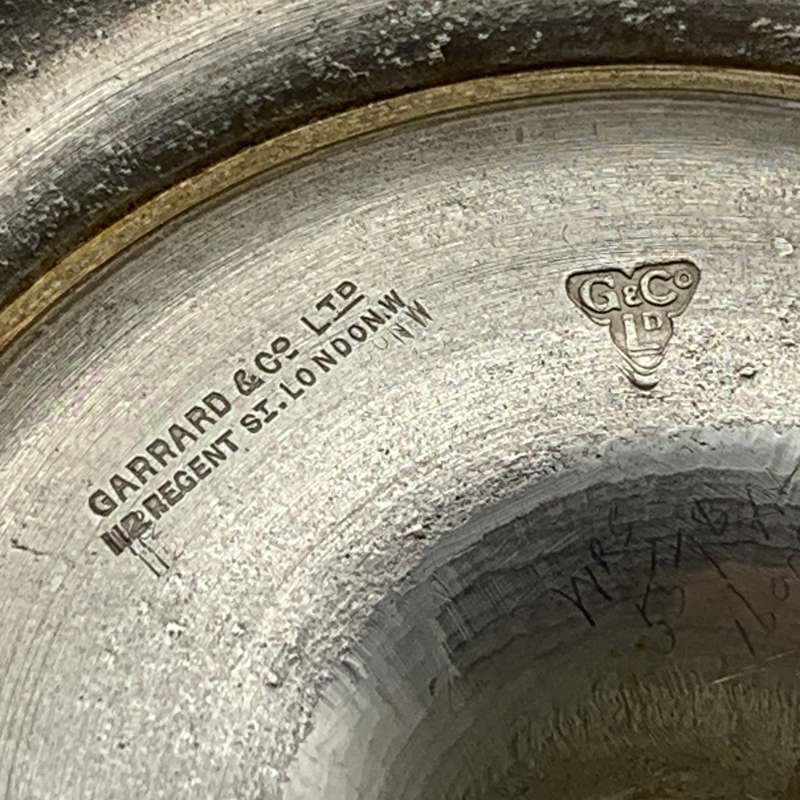 GARRARD & Co. LTD
112 REGENT ST. LONDON.W
G&Co
LD